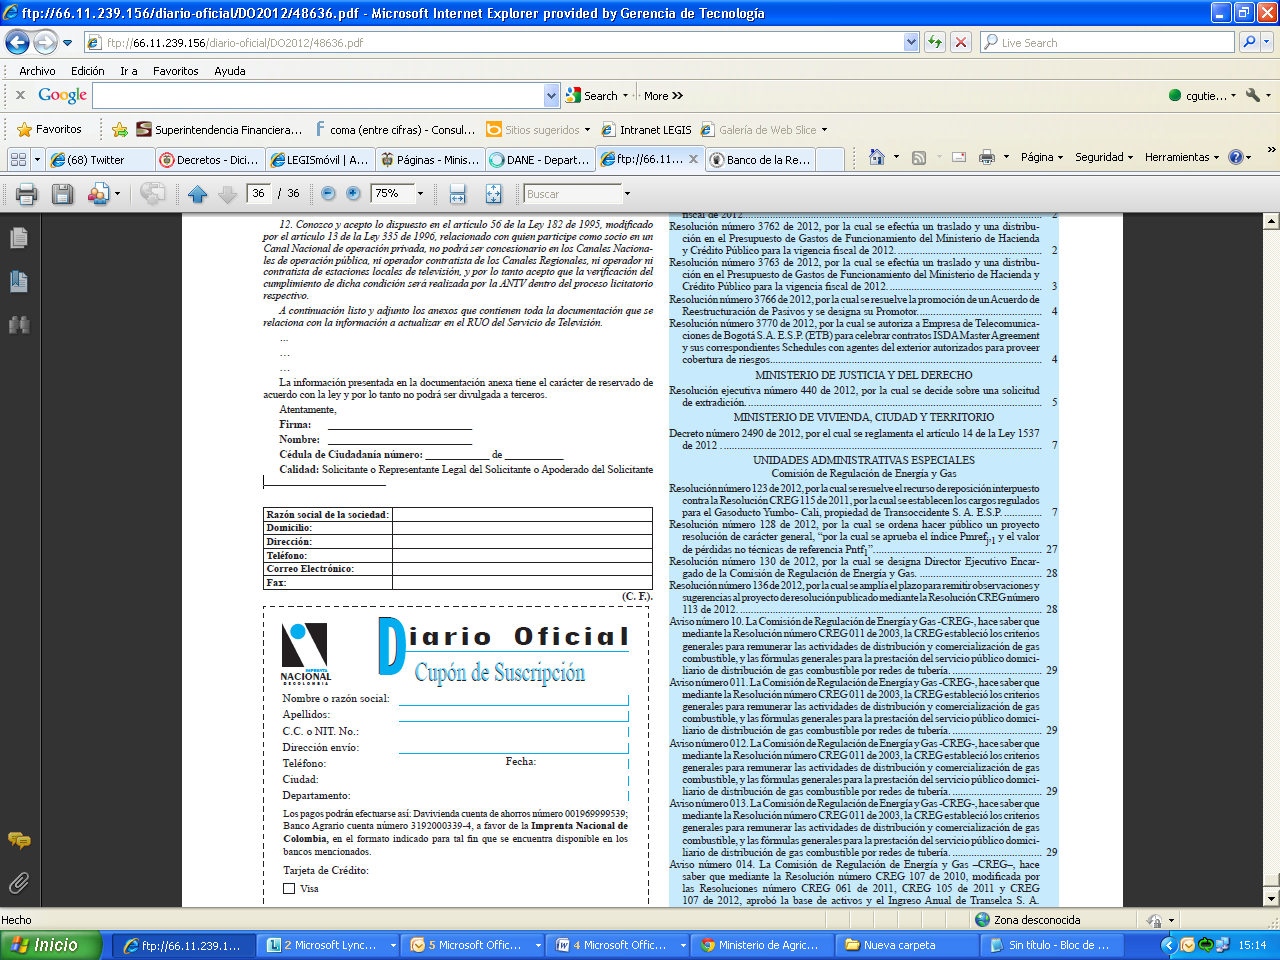 ftp://66.11.239.156/diario-oficial/DO2012/48636.pdf - Microsoft Internet Explorer provided by Gerencia de Tecnología
ftp://66.11.239.156/diario-oficial/DO2012/48636.pdf
Live Search
Archivo Edición Ir a Favoritos Ayuda
x Google Search More »
cgutie...
Favoritos
Superintendencia Financiera...
coma (entre cifras) - Consul...
Sitios sugeridos
Intranet LEGIS
Galería de Web Slice
(68) Twitter
Decretos - Dici...
LEGISmóvil | A...
Páginas - Minis...
DANE - Depart...
ftp://66.11....
Banco de la Re...
Página Seguridad Herramientas
36 / 36 75% Buscar
12. Conozco y acepto lo dispuesto en el artículo 56 de la Ley 182 de 1995, modificado
por el artículo 13 de la Ley 335 de 1996, relacionado con quien participe como socio en un
Canal Nacional de operación privada, no podrá ser concesionario en los Canales Naciona-
les de operación pública, ni operador contratista de los Canales Regionales, ni operador ni
contratista de estaciones locales de televisión, y por lo tanto acepto que la verificación del
cumplimiento de dicha condición será realizada por la ANTV dentro del proceso licitatorio
respectivo.
A continuación listo y adjunto los anexos que contienen toda la documentación que se
relaciona con la información a actualizar en el RUO del Servicio de Televisión.
...
…
…
La información presentada en la documentación anexa tiene el carácter de reservado de
acuerdo con la ley y por lo tanto no podrá ser divulgada a terceros.
Atentamente,
Firma:
Nombre:
Cédula de Ciudadanía número: ____________ de ____________
Calidad: Solicitante o Representante Legal del Solicitante o Apoderado del Solicitante
Razón social de la sociedad:
Domicilio:
Dirección:
Teléfono:
Correo Electrónico:
Fax:
(C. F.).
IMPRENTA
NACIONAL
DE COLOMBIA
Diario Oficial
Cupón de Suscripción
Nombre o razón social:
Apellidos:
C.C. o NIT. No.:
Dirección envío:
Teléfono: Fecha:
Ciudad:
Departamento:
Los pagos podrán efectuarse así: Davivienda cuenta de ahorros número 001969999539;
Banco Agrario cuenta número 3192000339-4, a favor de la Imprenta Nacional de
Colombia, en el formato indicado para tal fin que se encuentra disponible en los
bancos mencionados.
Tarjeta de Crédito:
Visa
fiscal de 2012 2
Resolución número 3762 de 2012, por la cual se efectúa un traslado y una distribu-
ción en el Presupuesto de Gastos de Funcionamiento del Ministerio de Hacienda
y Crédito Público para la vigencia fiscal de 2012. 2
Resolución número 3763 de 2012, por la cual se efectúa un traslado y una distribu-
ción en el Presupuesto de Gastos de Funcionamiento del Ministerio de Hacienda y
Crédito Público para la vigencia fiscal de 2012. 3
Resolución número 3766 de 2012, por la cual se resuelve la promoción de un Acuerdo de
Reestructuración de Pasivos y se designa su Promotor. 4
Resolución número 3770 de 2012, por la cual se autoriza a Empresa de Telecomunica-
ciones de Bogotá S.A. E.S.P. (ETB) para celebrar contratos ISDA Master Agreement
y sus correspondientes Schedules con agentes del exterior autorizados para proveer
cobertura de riesgos. 4
MINISTERIO DE JUSTICIA Y DEL DERECHO
Resolución ejecutiva número 440 de 2012, por la cual se decide sobre una solicitud
de extradición. 5
MINISTERIO DE VIVIENDA, CIUDAD Y TERRITORIO
Decreto número 2490 de 2012, por el cual se reglamenta el artículo 14 de la Ley 1537
de 2012 7
UNIDADES ADMINISTRATIVAS ESPECIALES
Comisión de Regulación de Energía y Gas
Resolución número 123 de 2012, por la cual se resuelve el recurso de reposición interpuesto
contra la Resolución CREG 115 de 2011, por la cual se establecen los cargos regulados
para el Gasoducto Yumbo- Cali, propiedad de Transoccidente S. A. E.S.P. 7
Resolución número 128 de 2012, por la cual se ordena hacer público un proyecto
resolución de carácter general, “por la cual se aprueba el índice Pmrefj,1 y el valor
de pérdidas no técnicas de referencia Pntf1”. 27
Resolución número 130 de 2012, por la cual se designa Director Ejecutivo Encar-
gado de la Comisión de Regulación de Energía y Gas. 28
Resolución número 136 de 2012, por la cual se amplía el plazo para remitir observaciones y
sugerencias al proyecto de resolución publicado mediante la Resolución CREG número
113 de 2012. 28
Aviso número 10. La Comisión de Regulación de Energía y Gas -CREG-, hace saber que
mediante la Resolución número CREG 011 de 2003, la CREG estableció los criterios
generales para remunerar las actividades de distribución y comercialización de gas
combustible, y las fórmulas generales para la prestación del servicio público domici-
liario de distribución de gas combustible por redes de tubería. 29
Aviso número 011. La Comisión de Regulación de Energía y Gas -CREG-, hace saber que
mediante la Resolución número CREG 011 de 2003, la CREG estableció los criterios
generales para remunerar las actividades de distribución y comercialización de gas
combustible, y las fórmulas generales para la prestación del servicio público domici-
liario de distribución de gas combustible por redes de tubería. 29
Aviso número 012. La Comisión de Regulación de Energía y Gas -CREG-, hace saber que
mediante la Resolución número CREG 011 de 2003, la CREG estableció los criterios
generales para remunerar las actividades de distribución y comercialización de gas
combustible, y las fórmulas generales para la prestación del servicio público domici-
liario de distribución de gas combustible por redes de tubería. 29
Aviso número 013. La Comisión de Regulación de Energía y Gas -CREG-, hace saber que
mediante la Resolución número CREG 011 de 2003, la CREG estableció los criterios
generales para remunerar las actividades de distribución y comercialización de gas
combustible, y las fórmulas generales para la prestación del servicio público domici-
liario de distribución de gas combustible por redes de tubería. 29
Aviso número 014. La Comisión de Regulación de Energía y Gas –CREG–, hace
saber que mediante la Resolución número CREG 107 de 2010, modificada por
las Resoluciones número CREG 061 de 2011, CREG 105 de 2011 y CREG
107 de 2012, aprobó la base de activos y el Ingreso Anual de Transelca S. A.
Hecho
Zona desconocida
Inicio
ftp://66.11.239.1...
2 Microsoft Lync...
5 Microsoft Offic...
4 Microsoft Offic...
Ministerio de Agric...
Nueva carpeta
Sin título - Bloc de ...
15:14